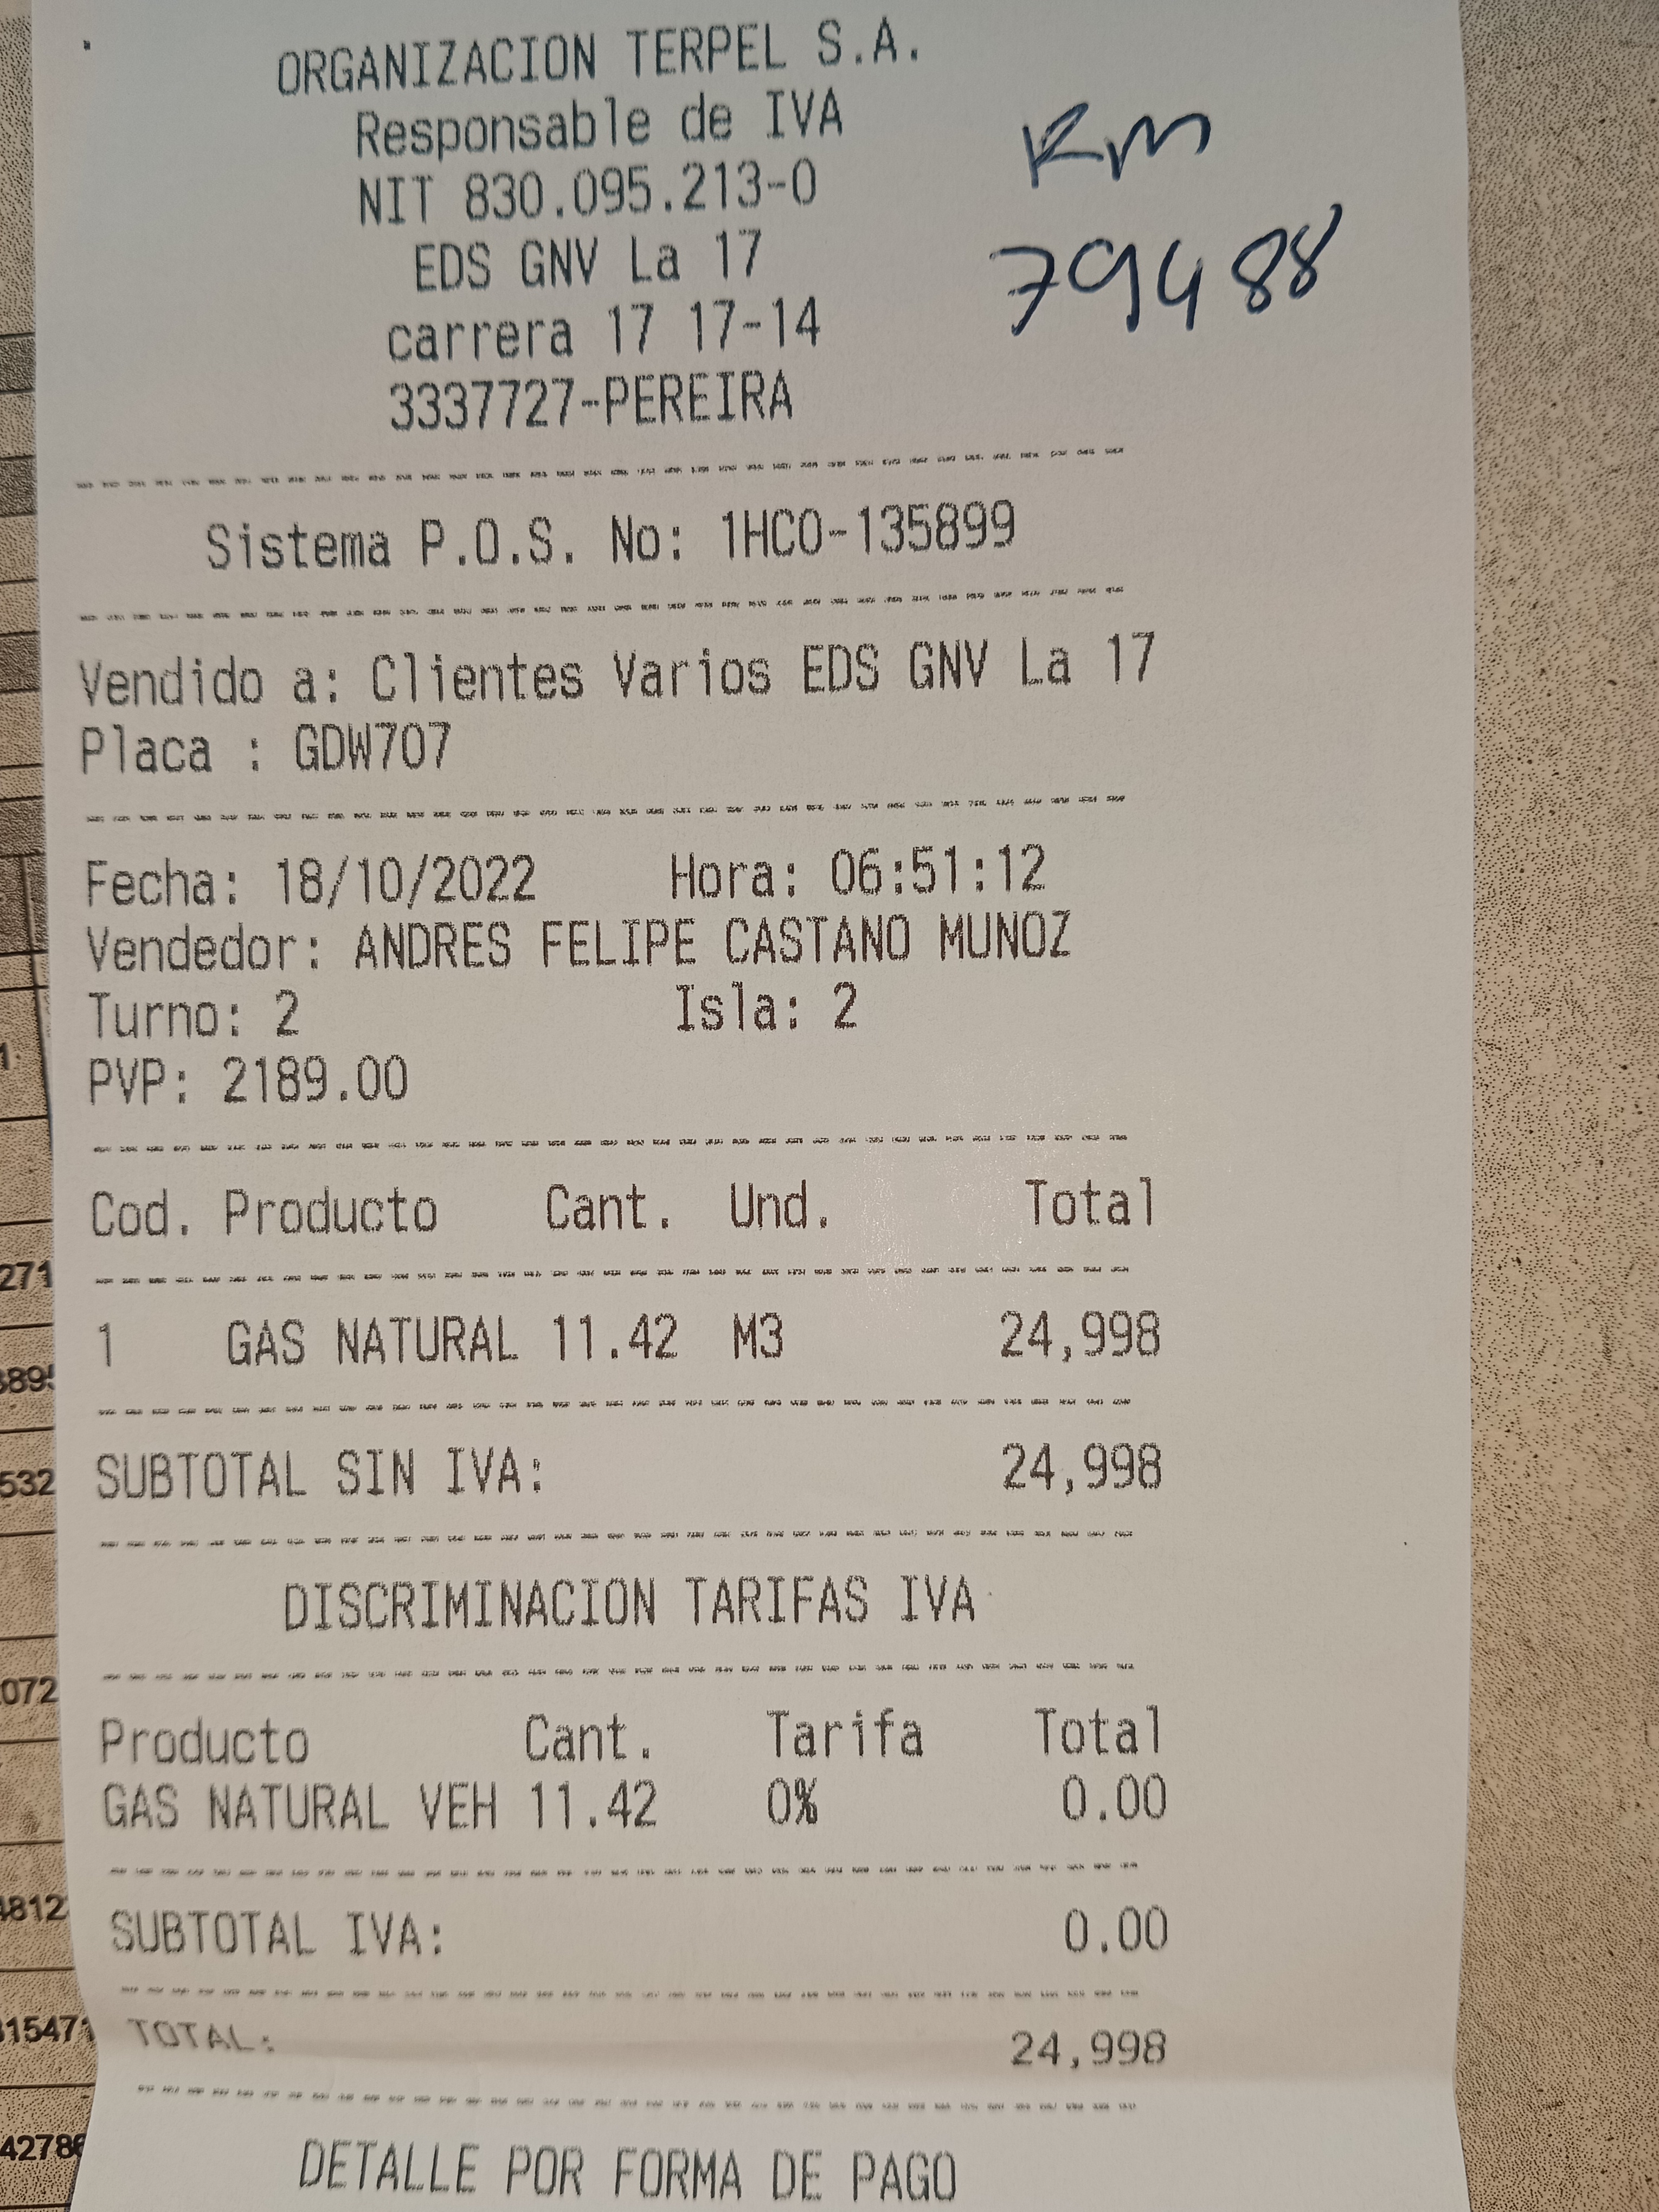 ORGANIZACION TERPEL S.A.
Responsable de IVA
NIT 830.095.213-0
EDS GNV La 17
carrera 17 17-14
3337727-PEREIRA
Km
79488
Sistema P.O.S. No: 1HCO-135899
Vendido a: Clientes Varios EDS GNV La 17
Placa : GDW707
Fecha: 18/10/2022 Hora: 06:51:12
Vendedor: ANDRES FELIPE CASTANO MUNOZ
Turno: 2 Isla: 2
PVP: 2189.00
Cod. Producto Cant. Und. Total
1 GAS NATURAL 11.42 M3 24,998
SUBTOTAL SIN IVA: 24,998
DISCRIMINACION TARIFAS IVA
Producto Cant. Tarifa Total
GAS NATURAL VEH 11.42 0% 0.00
SUBTOTAL IVA: 0.00
TOTAL: 24,998
DETALLE POR FORMA DE PAGO
271
532
072